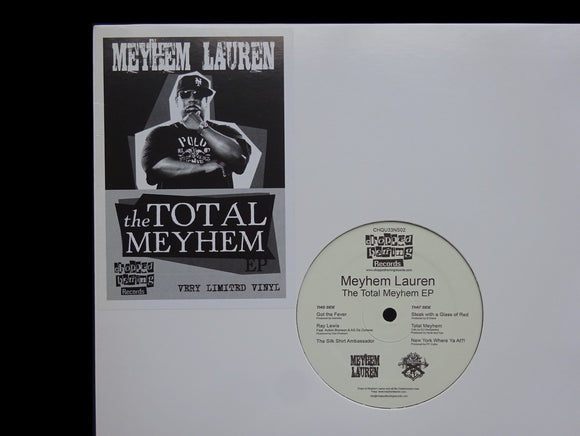 MEYHEM LAUREN
POLO
the TOTAL
MEYHEM
EP
chopped
herring
Records
VERY LIMITED VINYL
CHQU33NS02
chopped
herring
Records
Meyhem Lauren
The Total Meyhem EP
THIS SIDE
Got the Fever
Ray Lewis
The Silk Shirt Ambassador
THAT SIDE
Steak with a Glass of Red
Total Meyhem
New York Where Ya At?!
MEYHEM
LAUREN